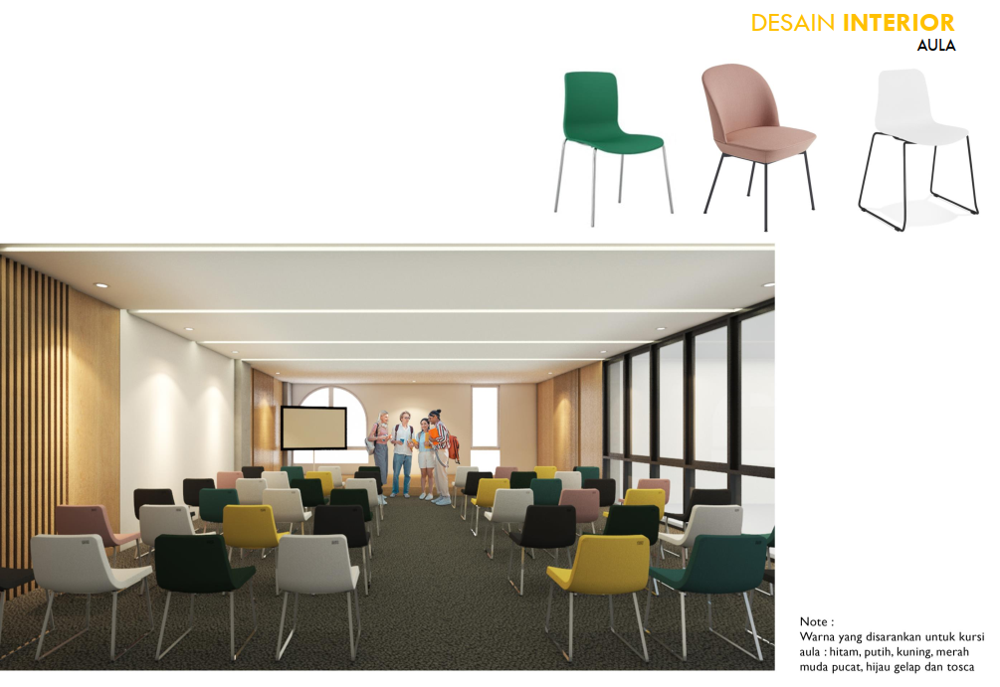 DESAIN INTERIOR
AULA
Note :
Warna yang disarankan untuk kursi
aula : hitam, putih, kuning, merah
muda pucat, hijau gelap dan tosca